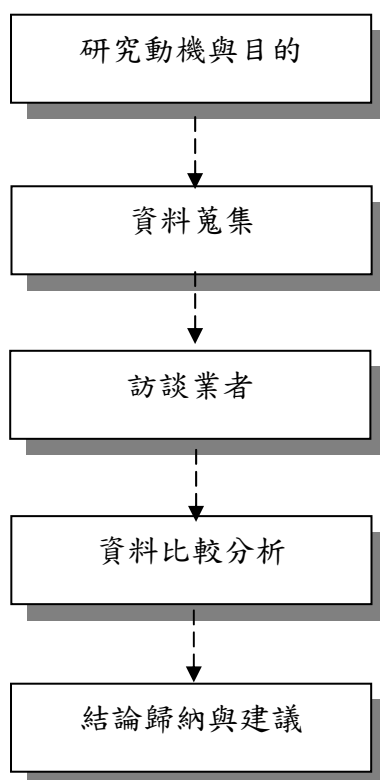 研究動機與目的
資料蒐集
訪談業者
資料比較分析
結論歸納與建議